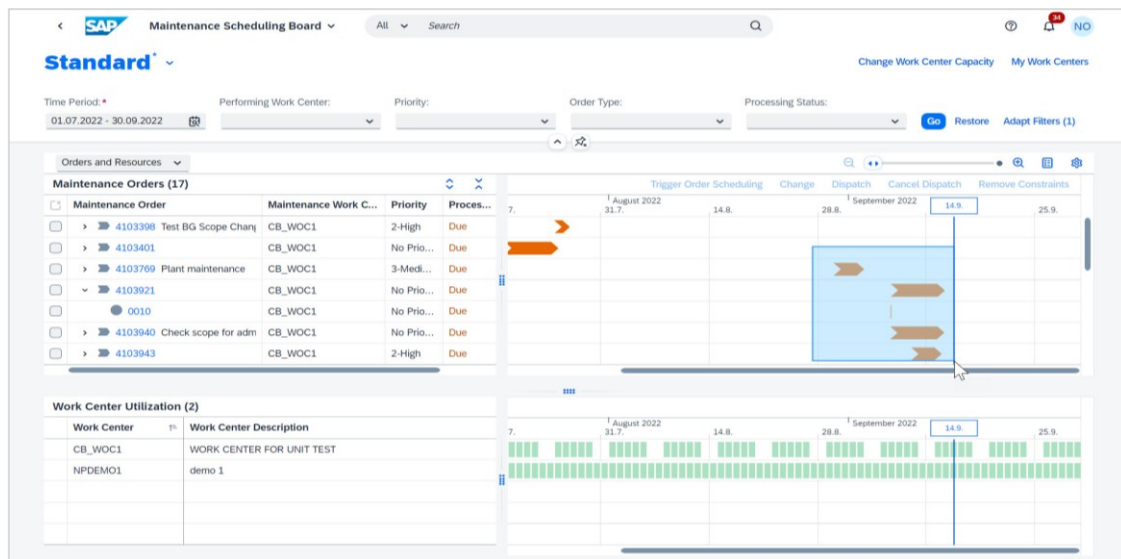 SAP Maintenance Scheduling Board All Search 34 NO
Standard* Change Work Center Capacity My Work Centers
Time Period:* Performing Work Center: Priority: Order Type: Processing Status:
01.07.2022 - 30.09.2022 Go Restore Adapt Filters (1)
Orders and Resources
Maintenance Orders (17) Trigger Order Scheduling Change Dispatch Cancel Dispatch Remove Constraints
Maintenance Order Maintenance Work C... Priority Proces...
August 2022 September 2022 14.9.
7. 31.7. 14.8. 28.8. 25.9.
4103398 Test BG Scope Chang CB_WOC1 2-High Due
4103401 CB_WOC1 No Prio... Due
4103769 Plant maintenance CB_WOC1 3-Medi... Due
4103921 CB_WOC1 No Prio... Due
0010 CB_WOC1 No Prio... Due
4103940 Check scope for adm CB_WOC1 No Prio... Due
4103943 CB_WOC1 2-High Due
Work Center Utilization (2)
Work Center Work Center Description
August 2022 September 2022 14.9.
7. 31.7. 14.8. 28.8. 25.9.
CB_WOC1 WORK CENTER FOR UNIT TEST
NPDEMO1 demo 1